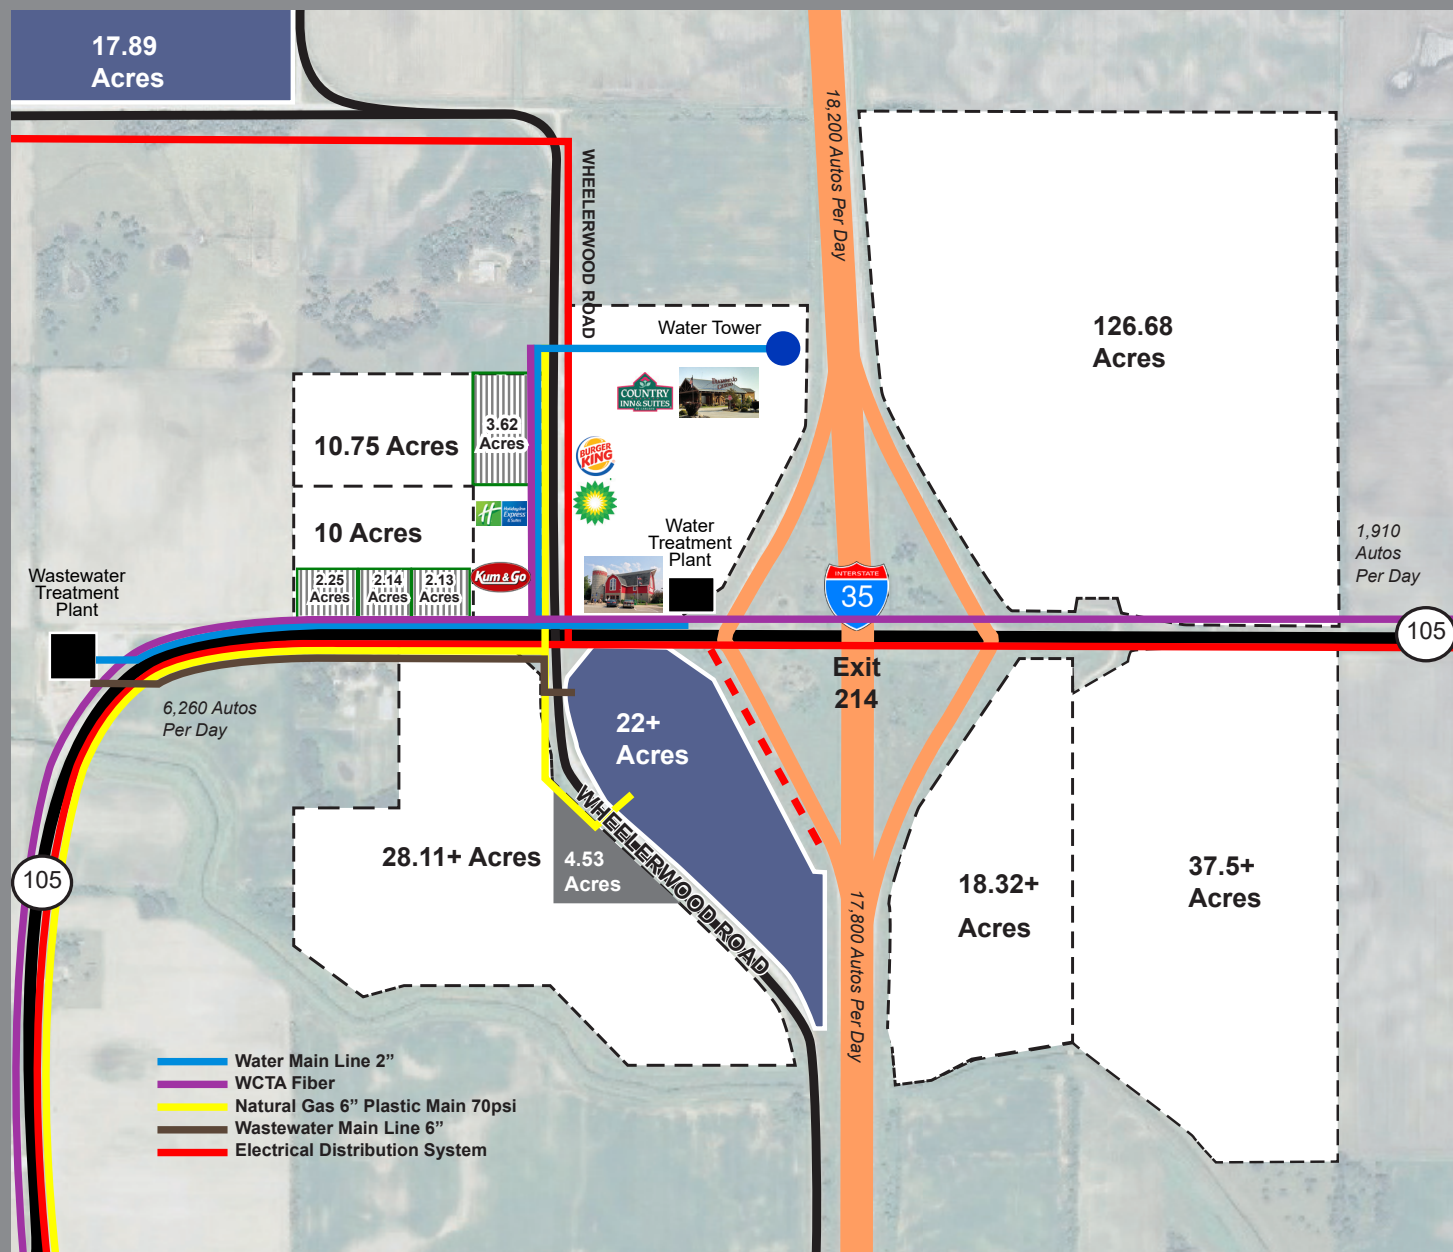 17.89
Acres
WHEELERWOOD ROAD
18,200 Autos Per Day
Water Tower
COUNTRY
INN & SUITES
126.68
Acres
3.62
Acres
10.75 Acres
BURGER
KING
bp
10 Acres
H
Holiday Inn
Express
& Suites
Water
Treatment
Plant
1,910
Autos
Per Day
Wastewater
Treatment
Plant
2.25
Acres
2.14
Acres
2.13
Acres
Kum & Go
INTERSTATE
35
105
Exit
214
6,260 Autos
Per Day
22+
Acres
28.11+ Acres
4.53
Acres
WHEELERWOOD ROAD
105
18.32+
Acres
37.5+
Acres
17,800 Autos Per Day
Water Main Line 2”
WCTA Fiber
Natural Gas 6” Plastic Main 70psi
Wastewater Main Line 6”
Electrical Distribution System